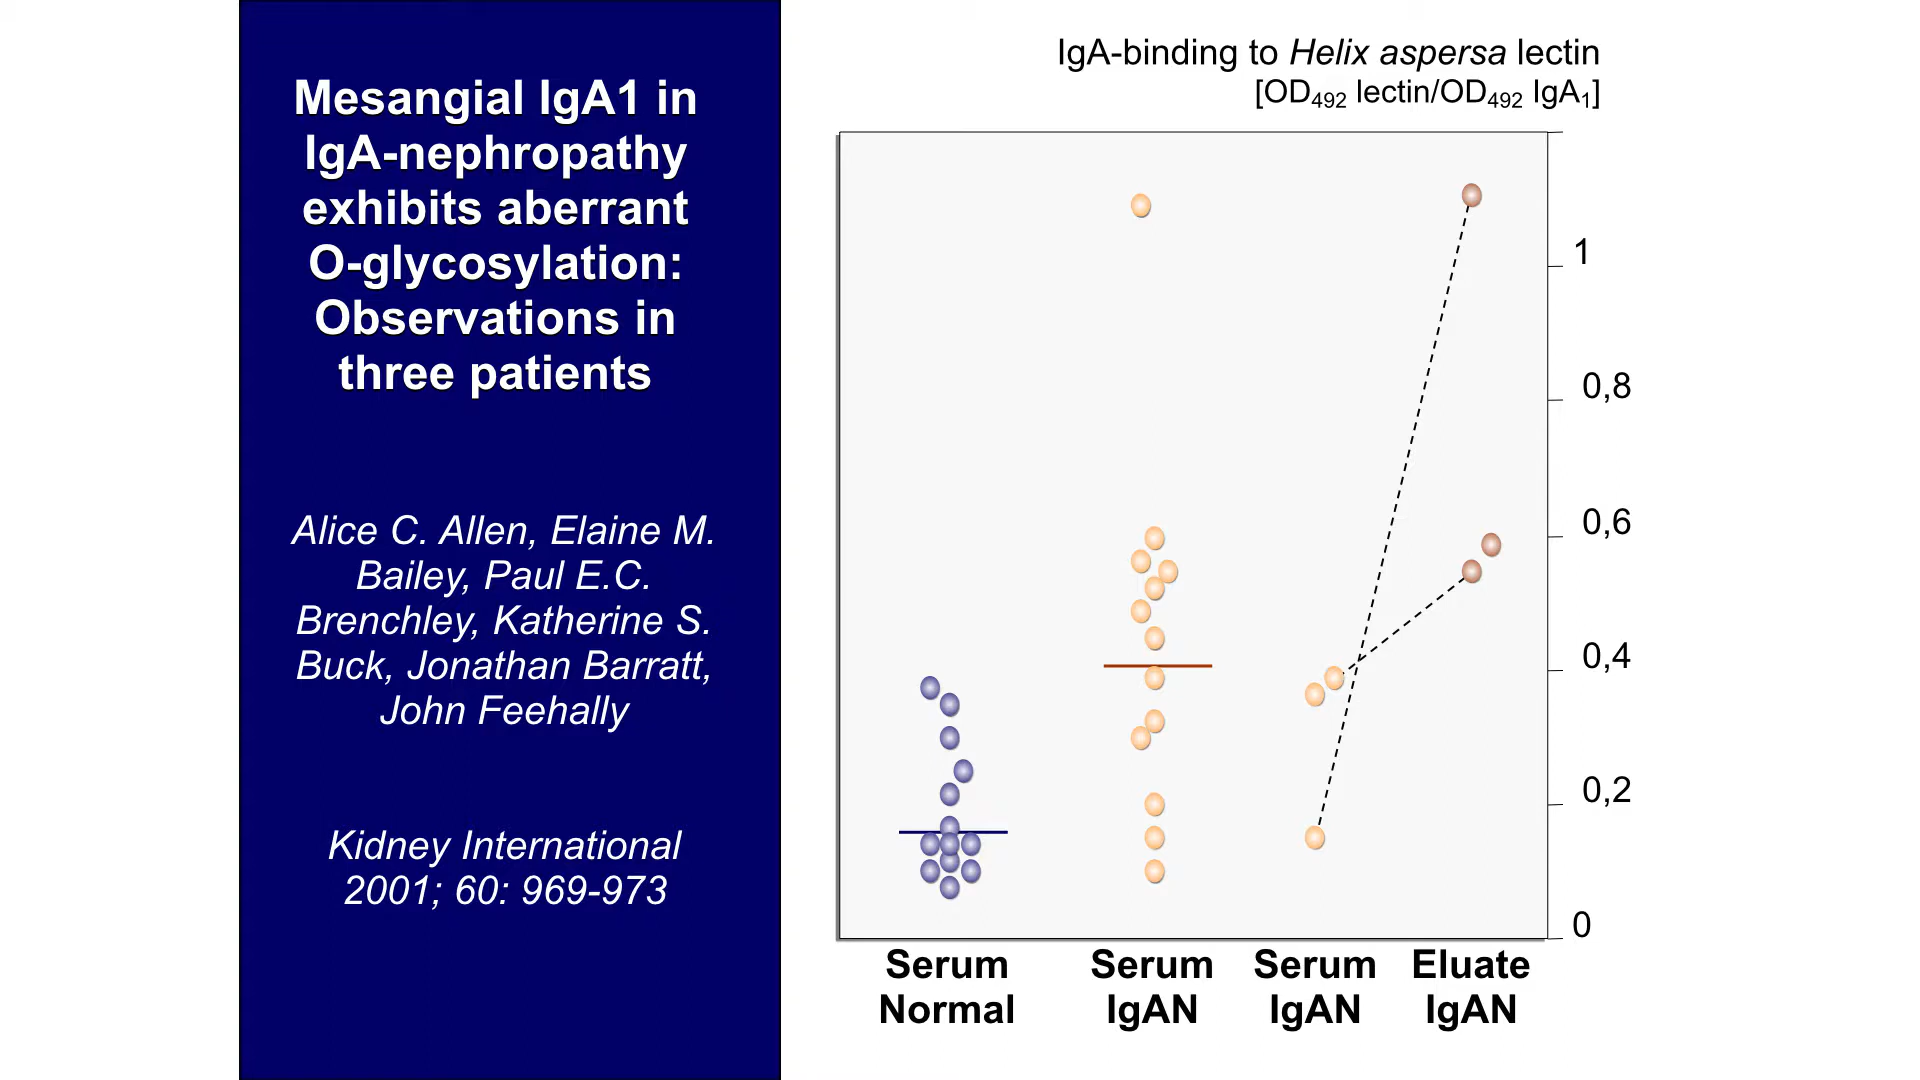 Mesangial IgA1 in
IgA-nephropathy
exhibits aberrant
O-glycosylation:
Observations in
three patients
Alice C. Allen, Elaine M.
Bailey, Paul E.C.
Brenchley, Katherine S.
Buck, Jonathan Barratt,
John Feehally
Kidney International
2001; 60: 969-973
IgA-binding to Helix aspersa lectin
[OD492 lectin/OD492 IgA1]
1
0,8
0,6
0,4
0,2
0
Serum Serum Serum Eluate
Normal IgAN IgAN IgAN